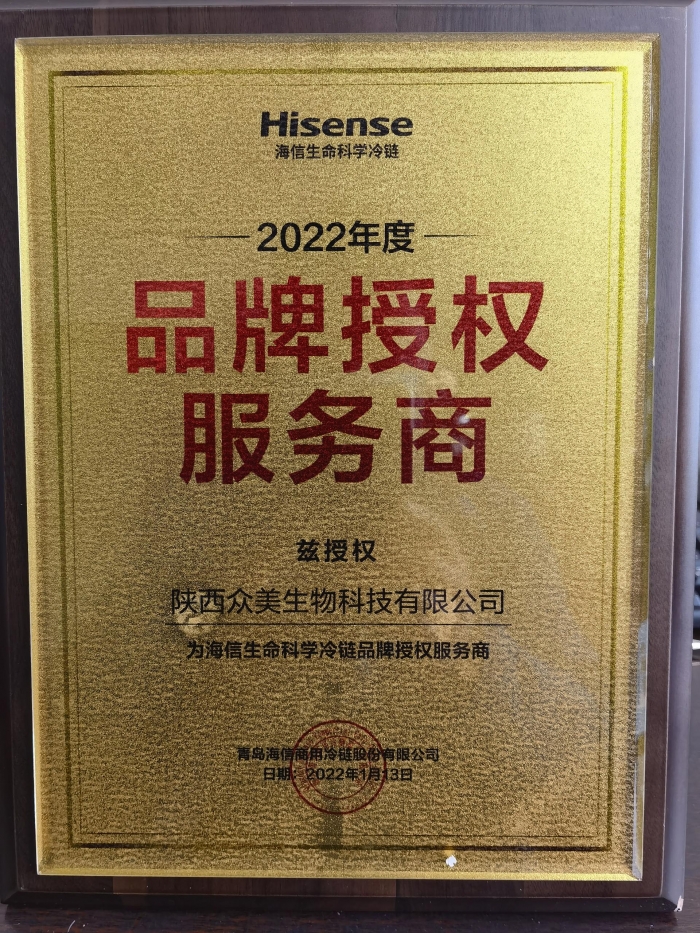 Hisense
海信生命科学冷链
2022年度
品牌授权
服务商
兹授权
陕西众美生物科技有限公司
为海信生命科学冷链品牌授权服务商
青岛海信商用冷链股份有限公司
日期：2022年1月13日